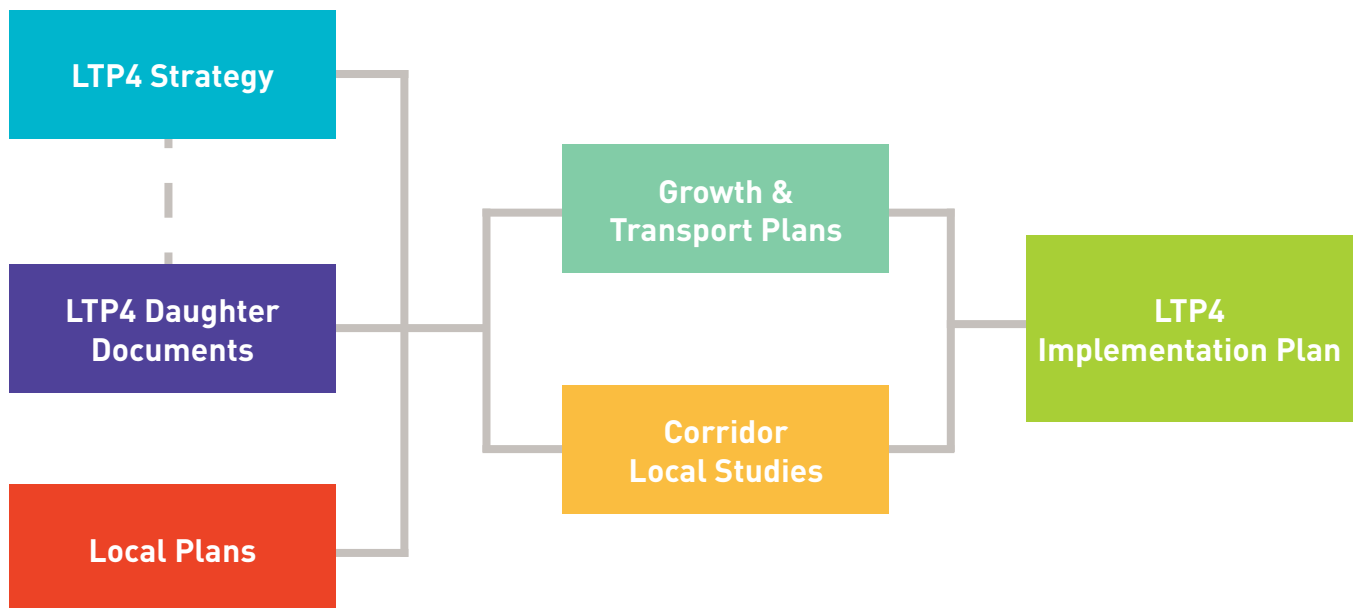 LTP4 Strategy
LTP4 Daughter
Documents
Local Plans
Growth &
Transport Plans
Corridor
Local Studies
LTP4
Implementation Plan